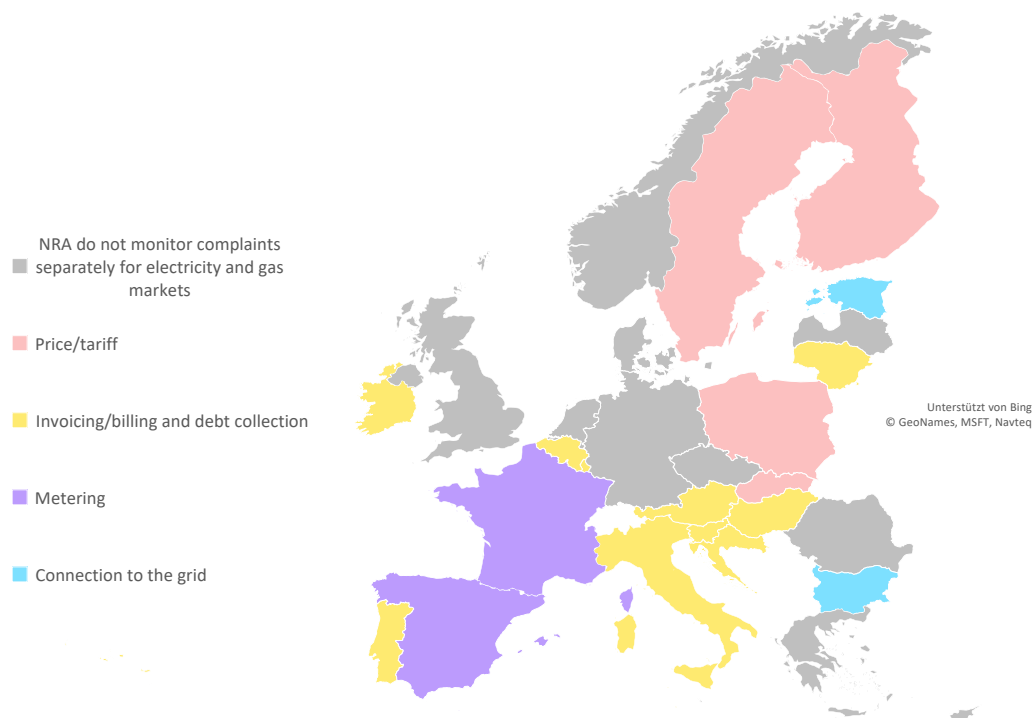 NRA do not monitor complaints
separately for electricity and gas
markets
Price/tariff
Invoicing/billing and debt collection
Metering
Connection to the grid
Unterstützt von Bing
© GeoNames, MSFT, Navteq